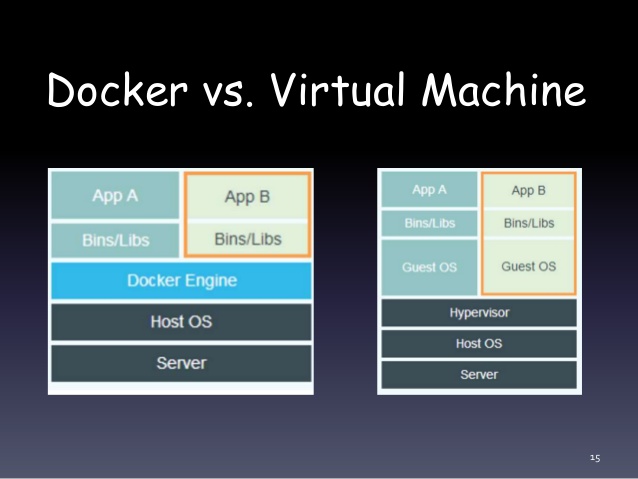 Docker vs. Virtual Machine
App A
App B
Bins/Libs
Bins/Libs
Docker Engine
Host OS
Server
App A
App B
Bins/Libs
Bins/Libs
Guest OS
Guest OS
Hypervisor
Host OS
Server
15